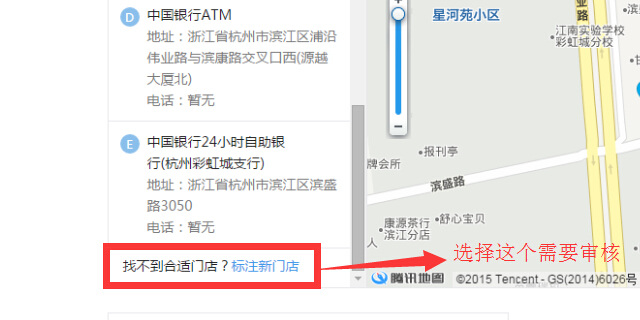 D
中国银行ATM
地址：浙江省杭州市滨江区浦沿
伟业路与滨康路交叉口西(源越
大厦北)
电话：暂无
E
中国银行24小时自助银
行(杭州彩虹城支行)
地址：浙江省杭州市滨江区滨盛
路3050
电话：暂无
找不到合适门店？标注新门店
星河苑小区
江南实验学校
彩虹城分校
报刊亭
牌会所
滨盛路
康源茶行
滨江分店
舒心宝贝
人
选择这个需要审核
腾讯地图
©2015 Tencent - GS(2014)6026号